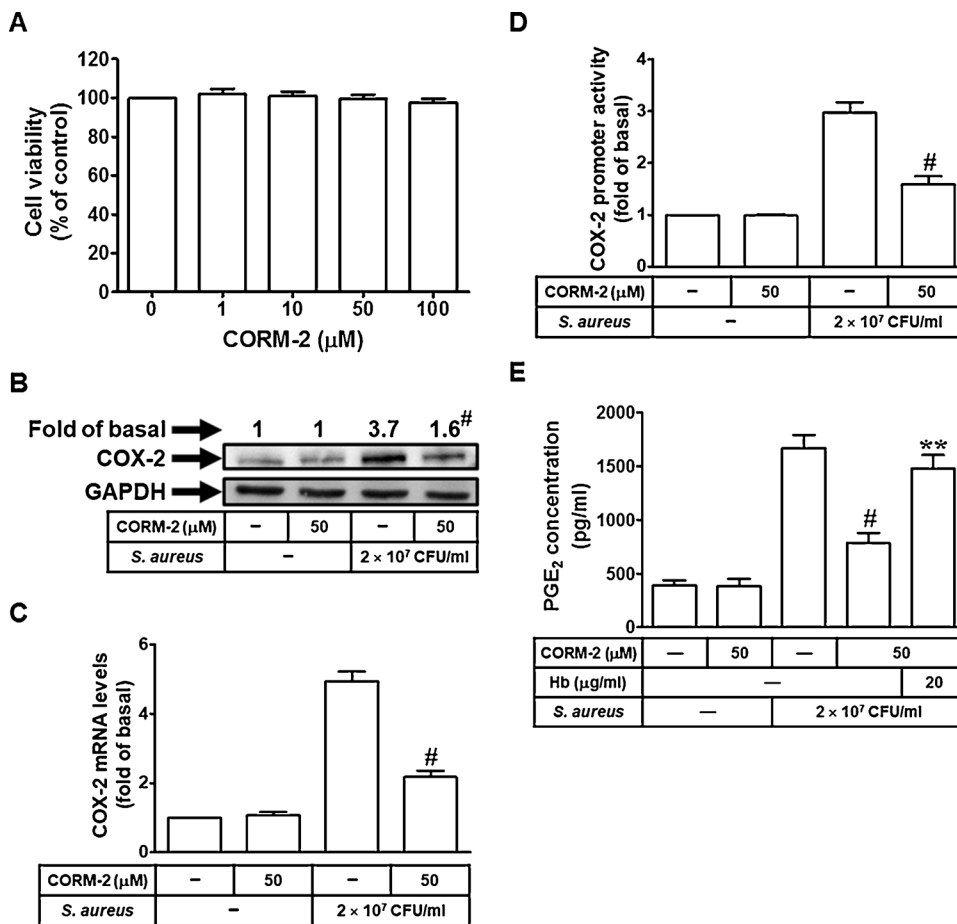 A
Cell viability
(% of control)
120
100
80
60
40
20
0
0 1 10 50 100
CORM-2 (μM)
B
Fold of basal 1 1 3.7 1.6#
COX-2
GAPDH
CORM-2 (μM) – 50 – 50
S. aureus – 2 × 10⁷ CFU/ml
C
COX-2 mRNA levels
(fold of basal)
6
4
2
0
#
CORM-2 (μM) – 50 – 50
S. aureus – 2 × 10⁷ CFU/ml
D
COX-2 promoter activity
(fold of basal)
4
3
2
1
0
#
CORM-2 (μM) – 50 – 50
S. aureus – 2 × 10⁷ CFU/ml
E
PGE₂ concentration
(pg/ml)
2000
1500
1000
500
0
# **
CORM-2 (μM) — 50 — 50
Hb (μg/ml) — 20
S. aureus — 2 × 10⁷ CFU/ml